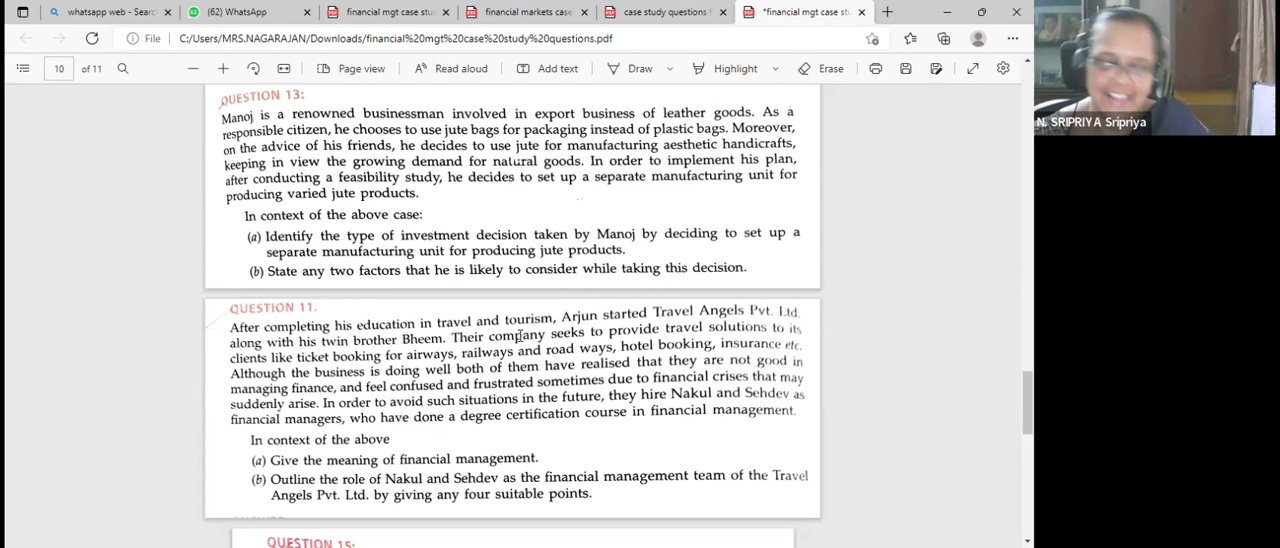 whatsapp web - Searc
(62) WhatsApp
financial mgt case stu
financial markets case
case study questions f
*financial mgt case stu
File
C:/Users/MRS.NAGARAJAN/Downloads/financial%20mgt%20case%20study%20questions.pdf
10 of 11
Page view
Read aloud
Add text
Draw
Highlight
Erase
N. SRIPRIYA Sripriya
QUESTION 13:
Manoj is a renowned businessman involved in export business of leather goods. As a
responsible citizen, he chooses to use jute bags for packaging instead of plastic bags. Moreover,
on the advice of his friends, he decides to use jute for manufacturing aesthetic handicrafts,
keeping in view the growing demand for natural goods. In order to implement his plan,
after conducting a feasibility study, he decides to set up a separate manufacturing unit for
producing varied jute products.
In context of the above case:
(a) Identify the type of investment decision taken by Manoj by deciding to set up a
separate manufacturing unit for producing jute products.
(b) State any two factors that he is likely to consider while taking this decision.
QUESTION 11.
After completing his education in travel and tourism, Arjun started Travel Angels Pvt. Ltd.
along with his twin brother Bheem. Their company seeks to provide travel solutions to its
clients like ticket booking for airways, railways and road ways, hotel booking, insurance etc.
Although the business is doing well both of them have realised that they are not good in
managing finance, and feel confused and frustrated sometimes due to financial crises that may
suddenly arise. In order to avoid such situations in the future, they hire Nakul and Sehdev as
financial managers, who have done a degree certification course in financial management.
In context of the above
(a) Give the meaning of financial management.
(b) Outline the role of Nakul and Sehdev as the financial management team of the Travel
Angels Pvt. Ltd. by giving any four suitable points.
QUESTION 15: